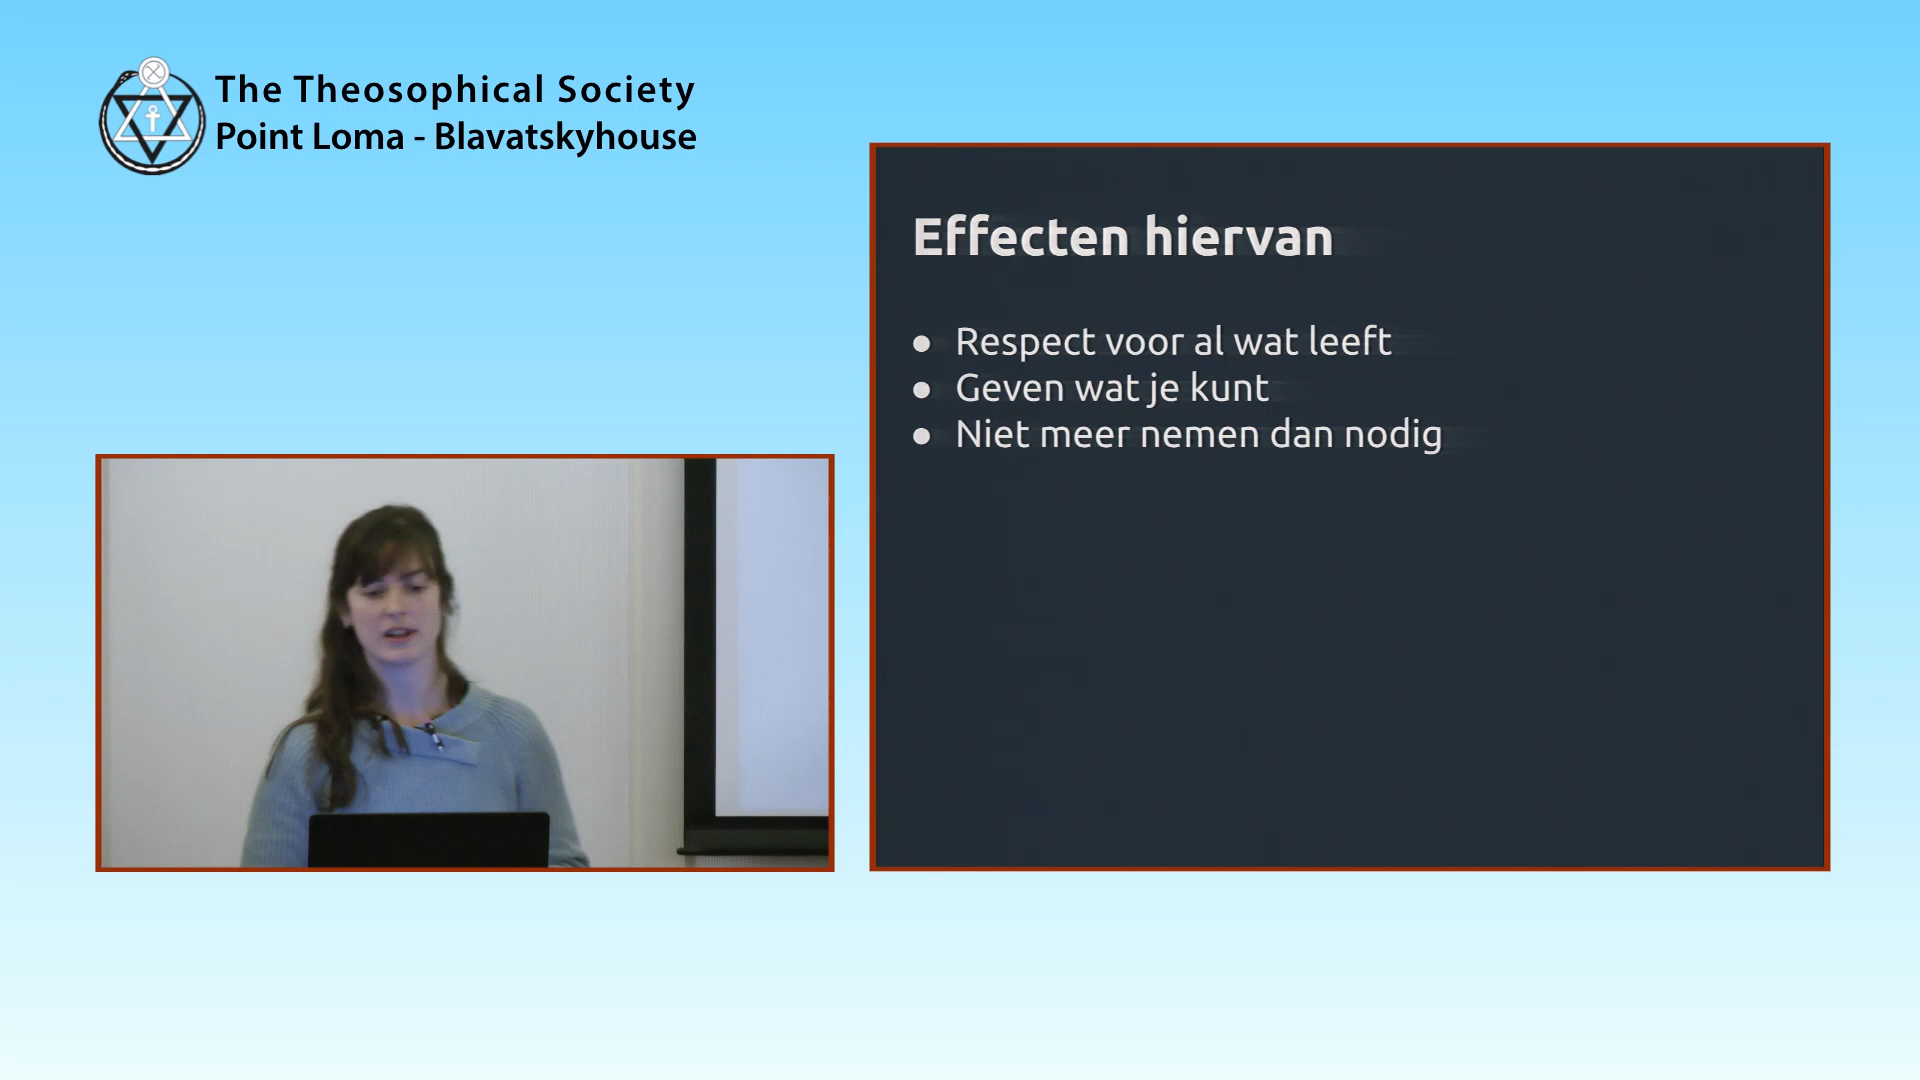 The Theosophical Society
Point Loma - Blavatskyhouse
Effecten hiervan
● Respect voor al wat leeft
● Geven wat je kunt
● Niet meer nemen dan nodig